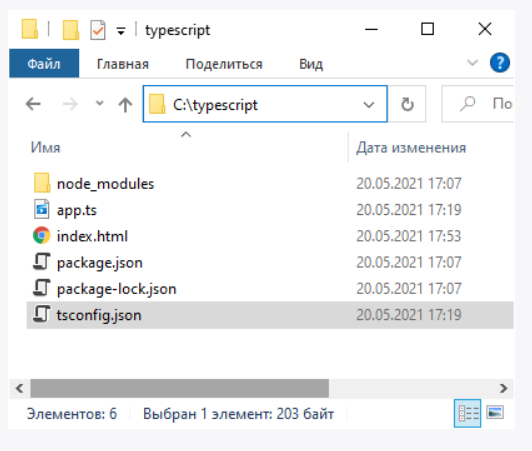 typescript
Файл Главная Поделиться Вид
C:\typescript По
Имя Дата изменения
node_modules 20.05.2021 17:07
app.ts 20.05.2021 17:19
index.html 20.05.2021 17:53
package.json 20.05.2021 17:07
package-lock.json 20.05.2021 17:07
tsconfig.json 20.05.2021 17:19
Элементов: 6 Выбран 1 элемент: 203 байт